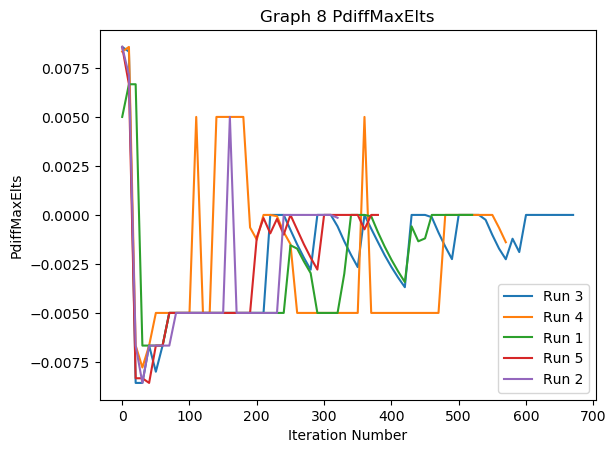 Graph 8 PdiffMaxElts
PdiffMaxElts
0.0075
0.0050
0.0025
0.0000
−0.0025
−0.0050
−0.0075
Run 3
Run 4
Run 1
Run 5
Run 2
0 100 200 300 400 500 600 700
Iteration Number